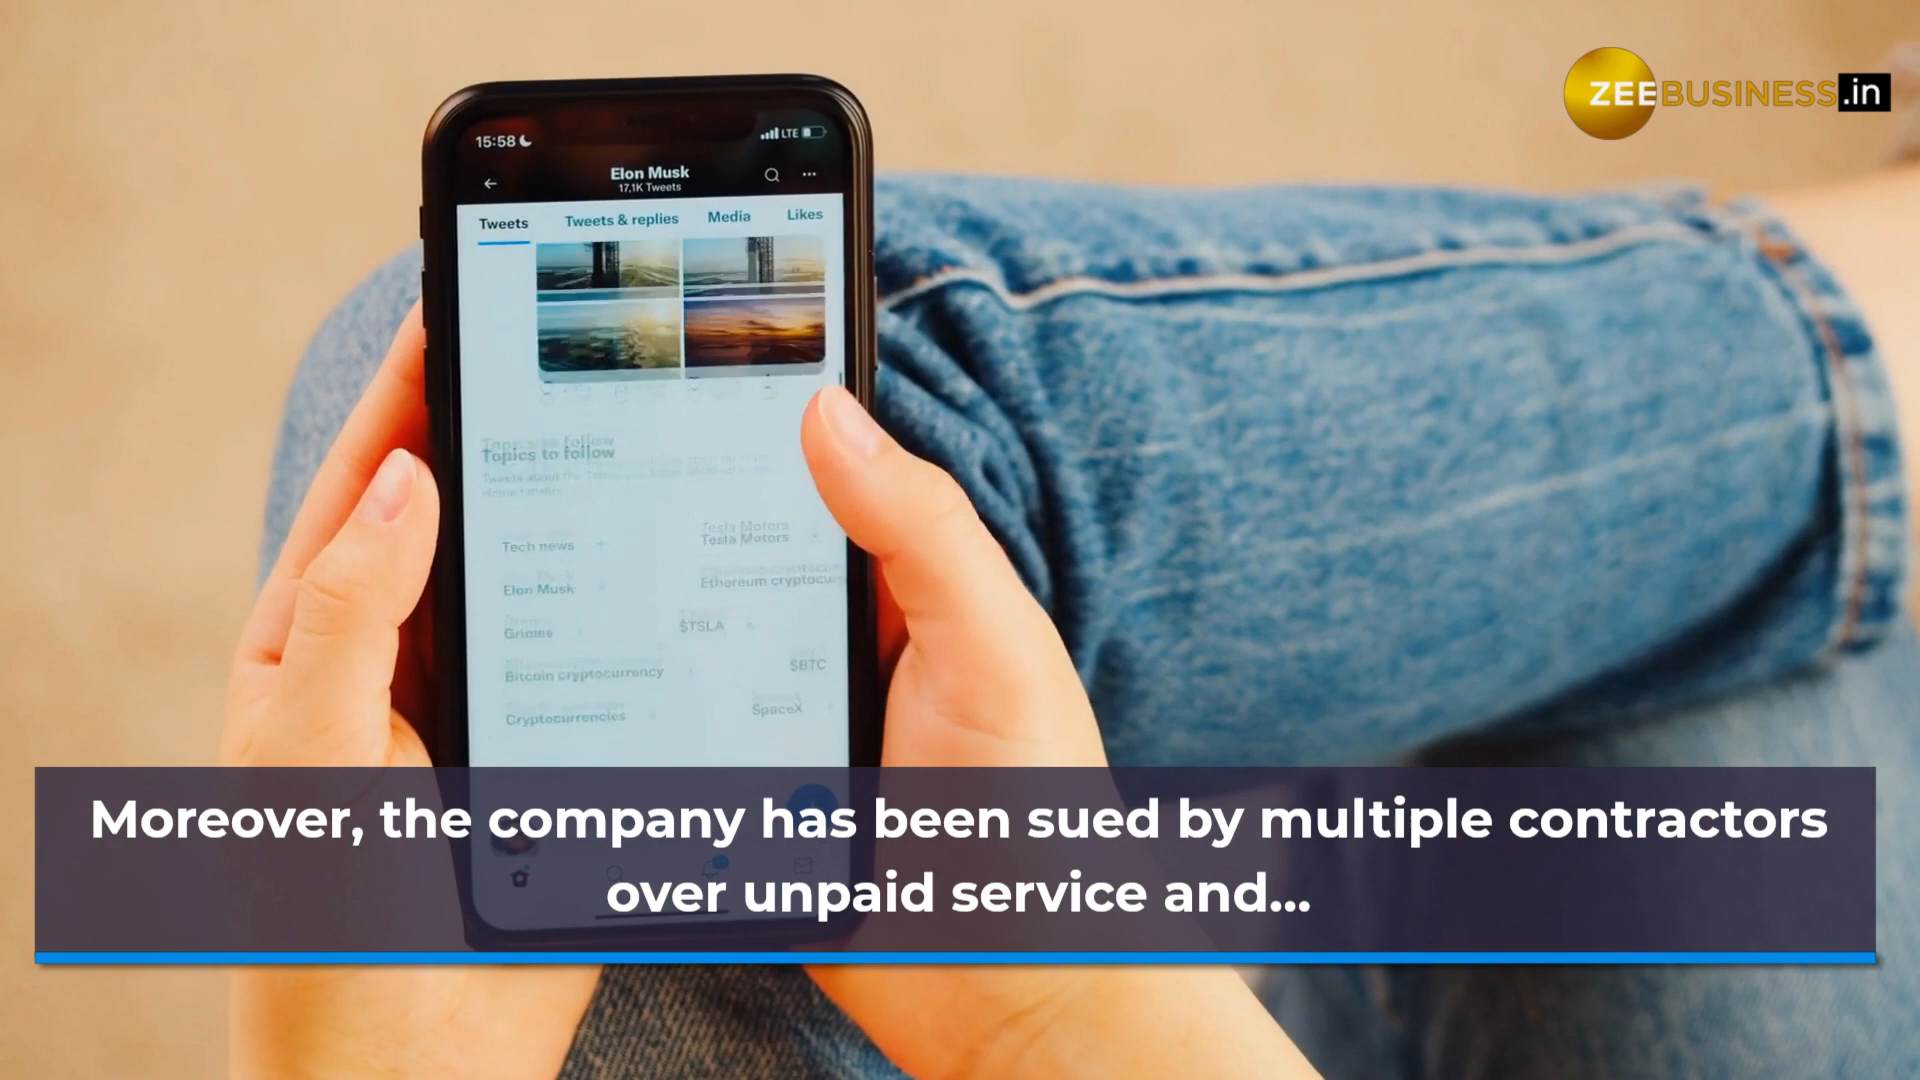 ZEEBUSINESS.in
15:58
LTE
Elon Musk
17,1K Tweets
Tweets Tweets & replies Media Likes
Topics to follow
Tech news
Tesla Motors
Elon Musk
Ethereum cryptocu
Grimes
$TSLA
Bitcoin cryptocurrency
$BTC
Cryptocurrencies
SpaceX
Moreover, the company has been sued by multiple contractors
over unpaid service and...